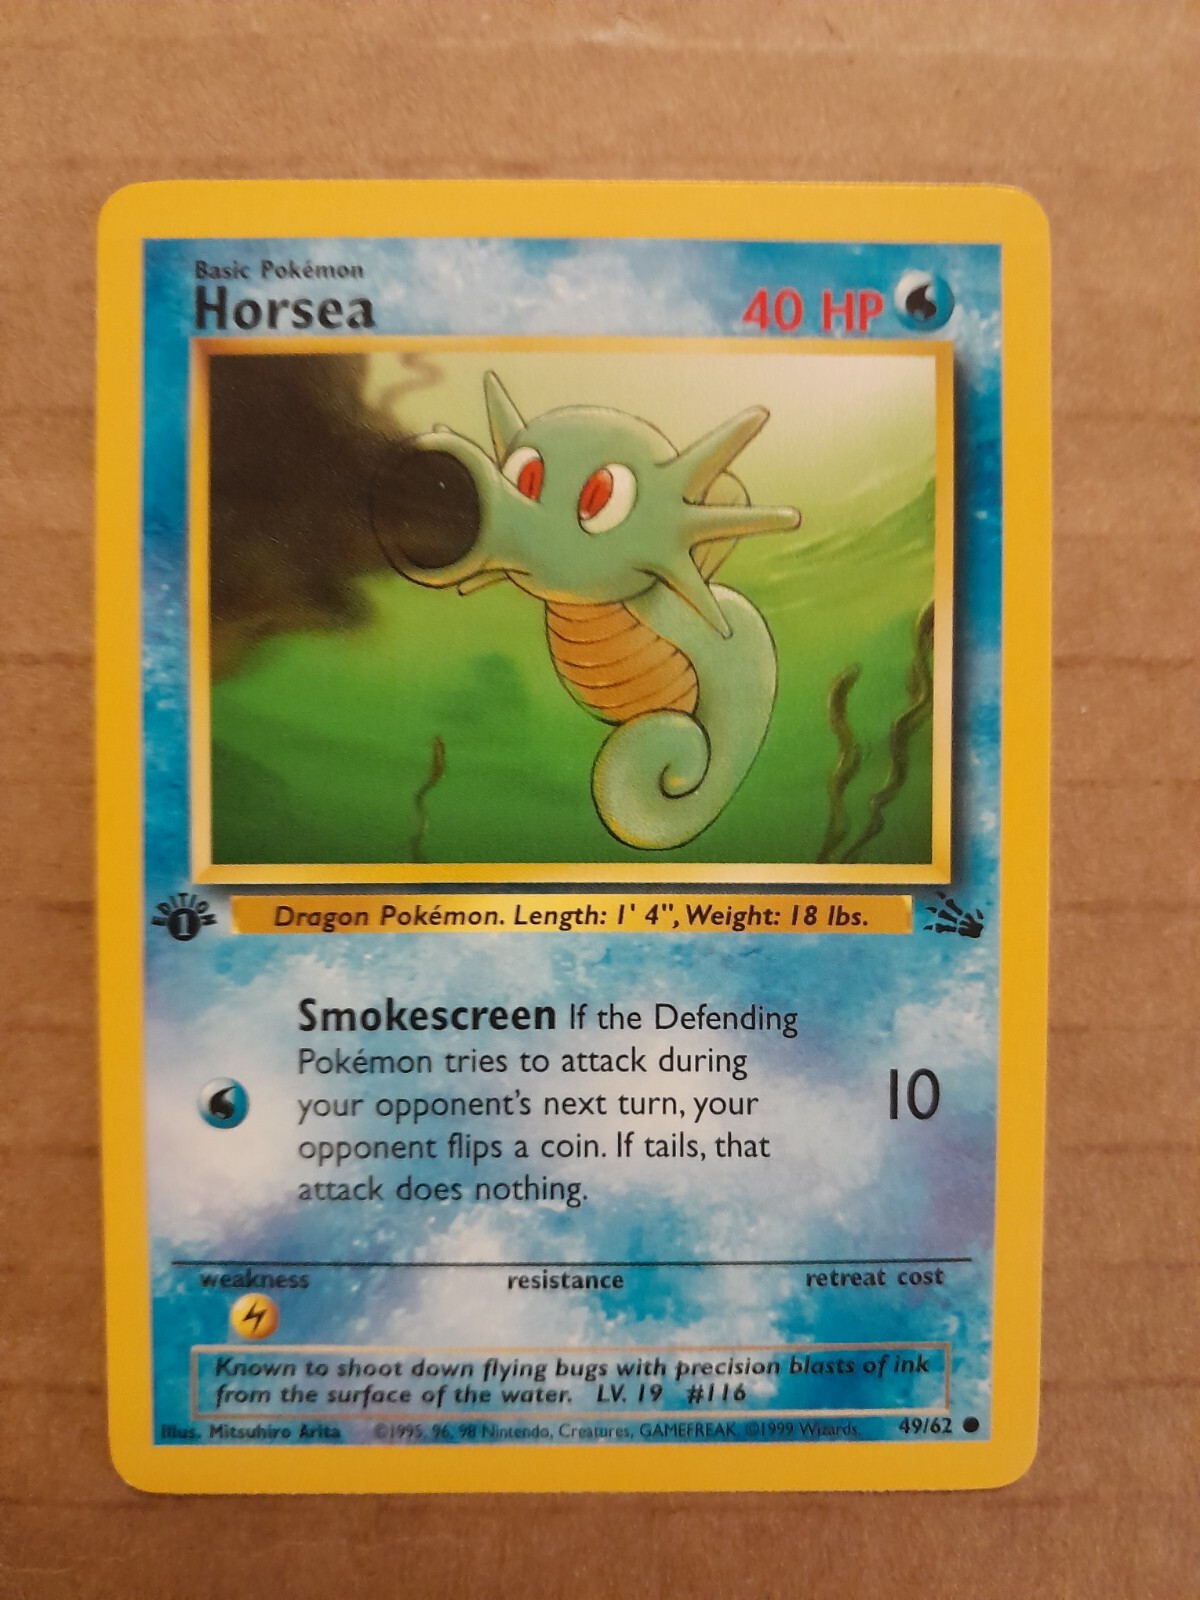 Basic Pokémon
Horsea
40 HP
EDITION
1
Dragon Pokémon. Length: 1' 4", Weight: 18 lbs.
Smokescreen If the Defending
Pokémon tries to attack during
your opponent's next turn, your
opponent flips a coin. If tails, that
attack does nothing.
10
weakness resistance retreat cost
Known to shoot down flying bugs with precision blasts of ink
from the surface of the water. LV. 19 #116
Illus. Mitsuhiro Arita ©1995, 96, 98 Nintendo, Creatures, GAMEFREAK. ©1999 Wizards. 49/62